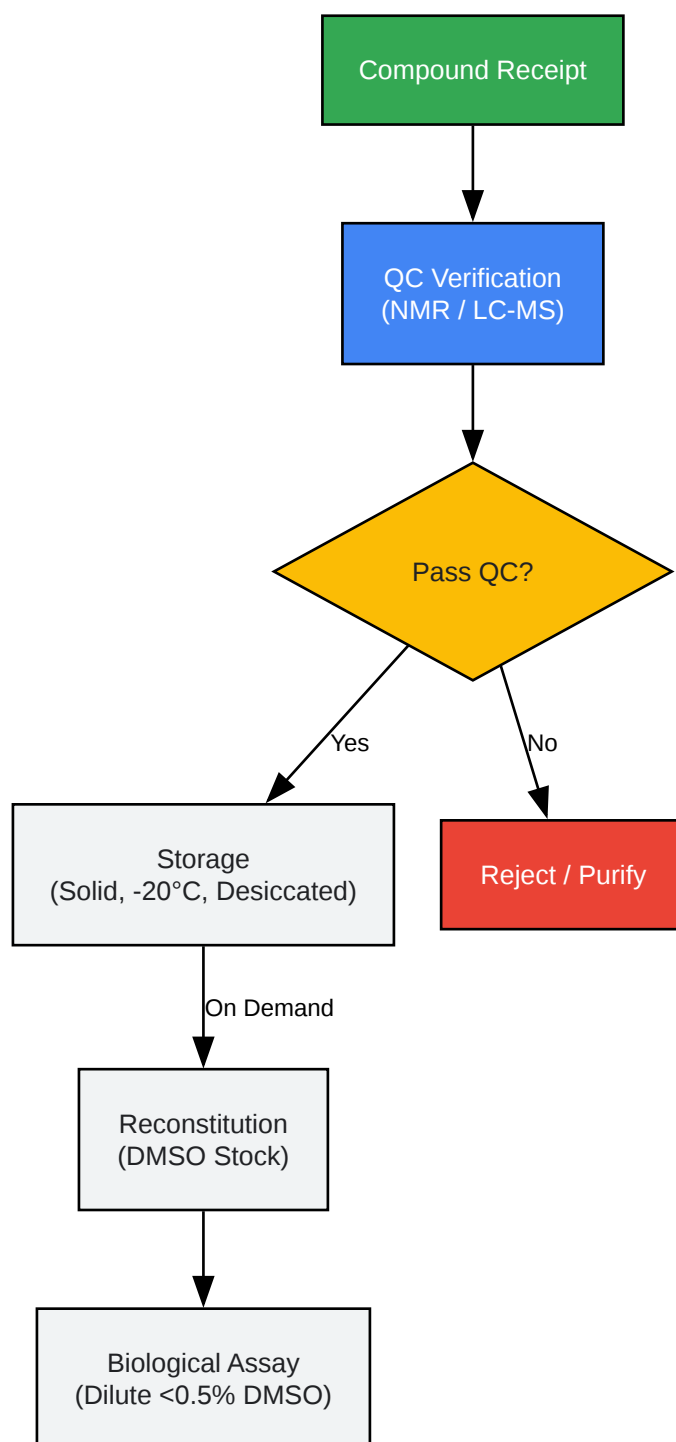 Compound Receipt
QC Verification
(NMR / LC-MS)
Pass QC?
Yes
No
Storage
(Solid, -20°C, Desiccated)
Reject / Purify
On Demand
Reconstitution
(DMSO Stock)
Biological Assay
(Dilute <0.5% DMSO)